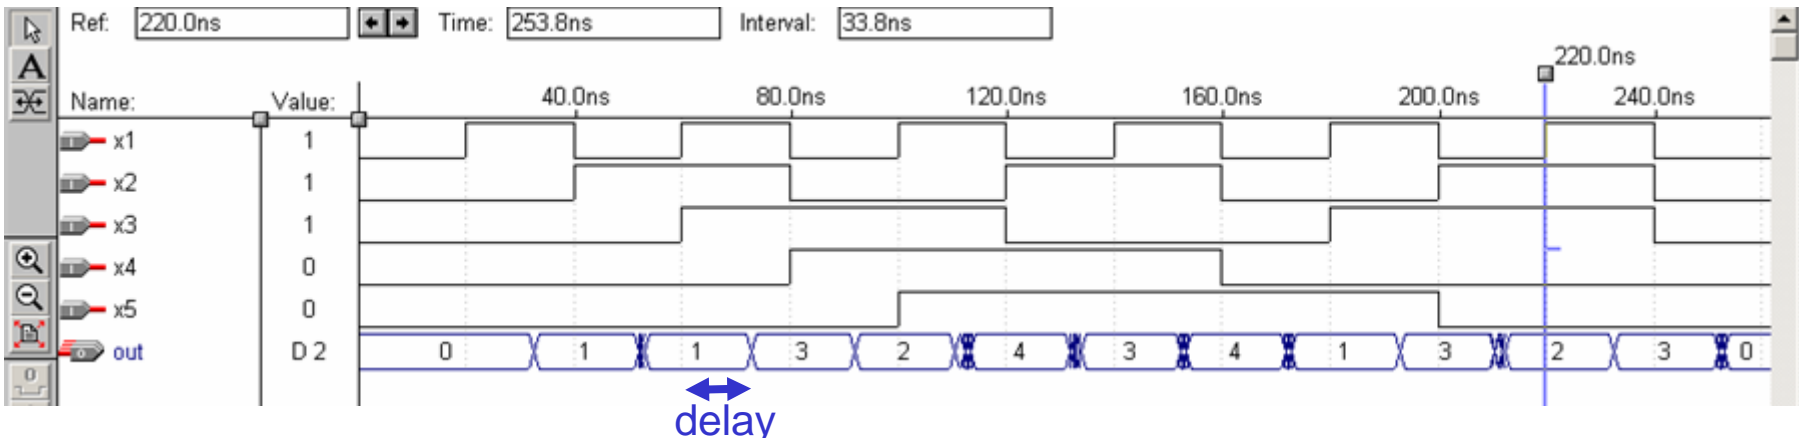 Ref: 220.0ns Time: 253.8ns Interval: 33.8ns
220.0ns
A Name: Value: 40.0ns 80.0ns 120.0ns 160.0ns 200.0ns 240.0ns
x1 1
x2 1
x3 1
x4 0
x5 0
out D 2 0 1 1 3 2 4 3 4 1 3 2 3 0
0
delay